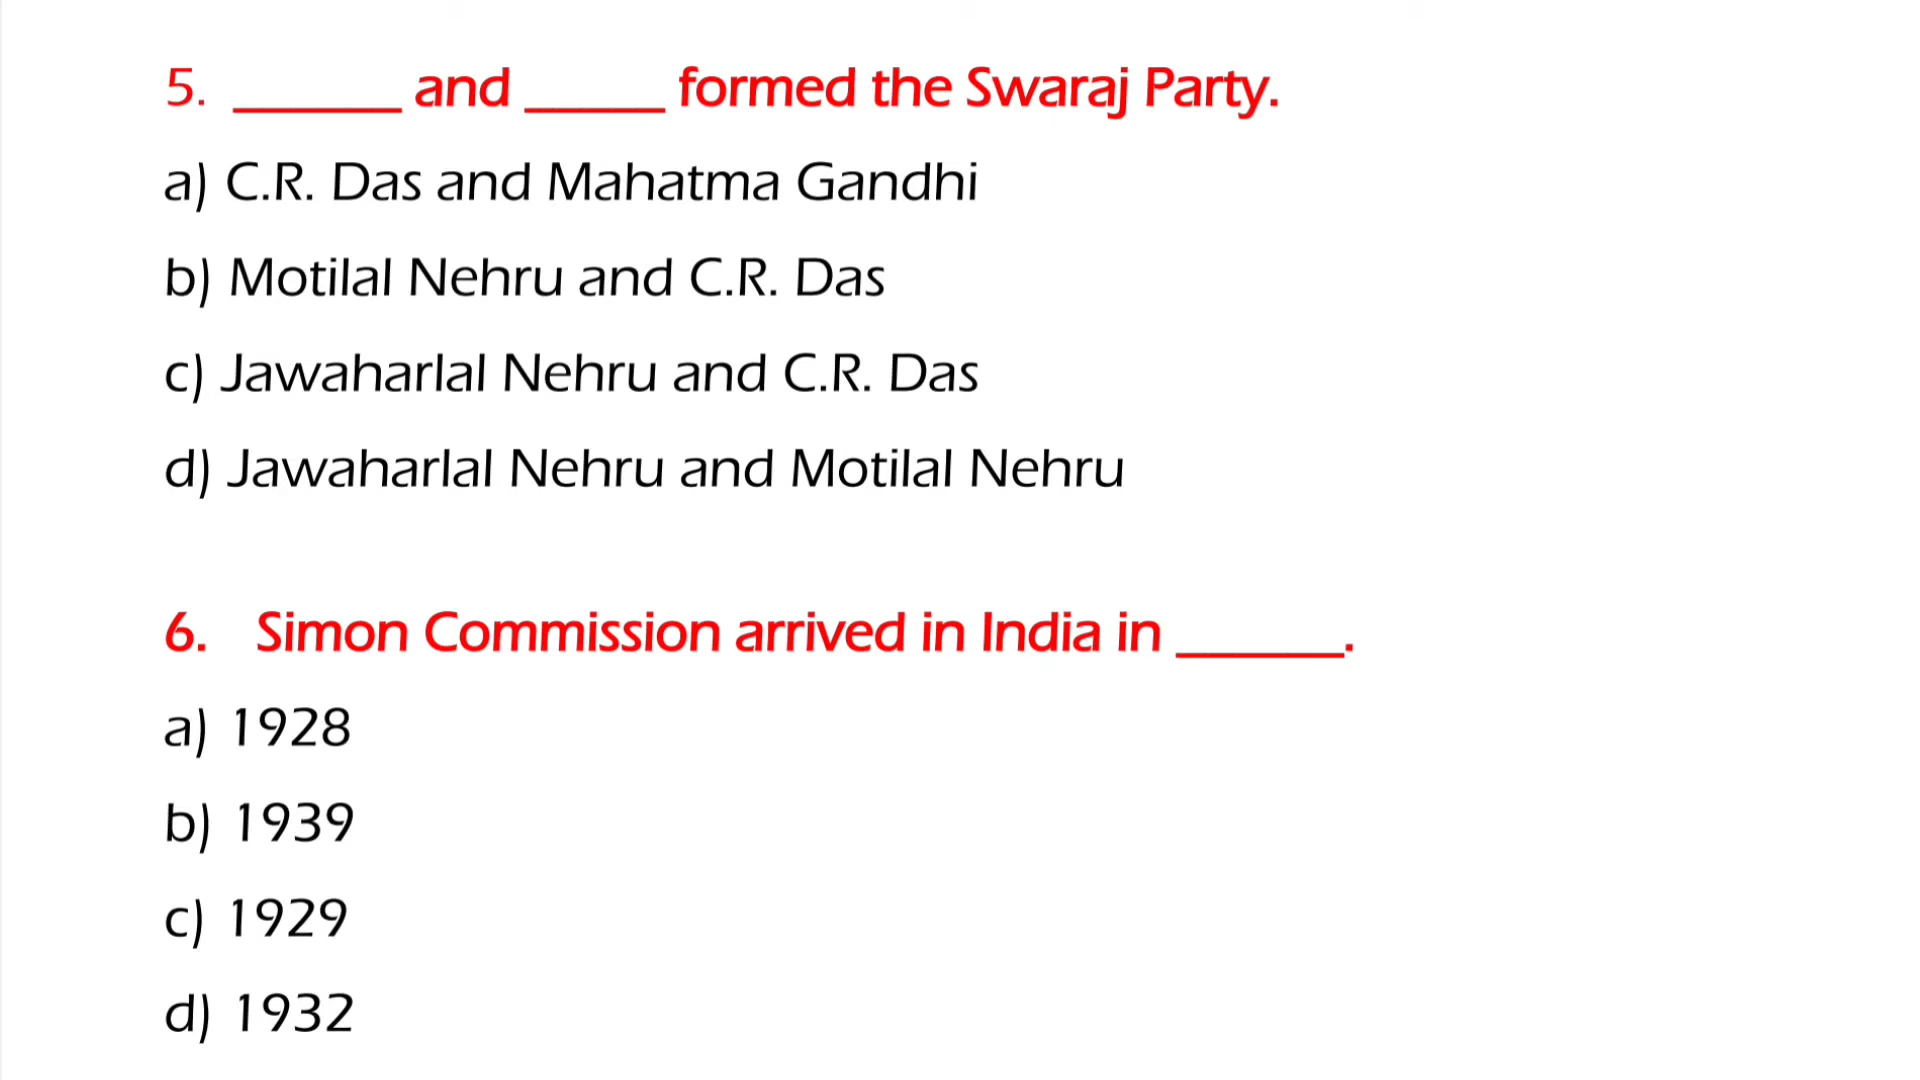 5. ______ and _____ formed the Swaraj Party.
a) C.R. Das and Mahatma Gandhi
b) Motilal Nehru and C.R. Das
c) Jawaharlal Nehru and C.R. Das
d) Jawaharlal Nehru and Motilal Nehru
6. Simon Commission arrived in India in ______.
a) 1928
b) 1939
c) 1929
d) 1932